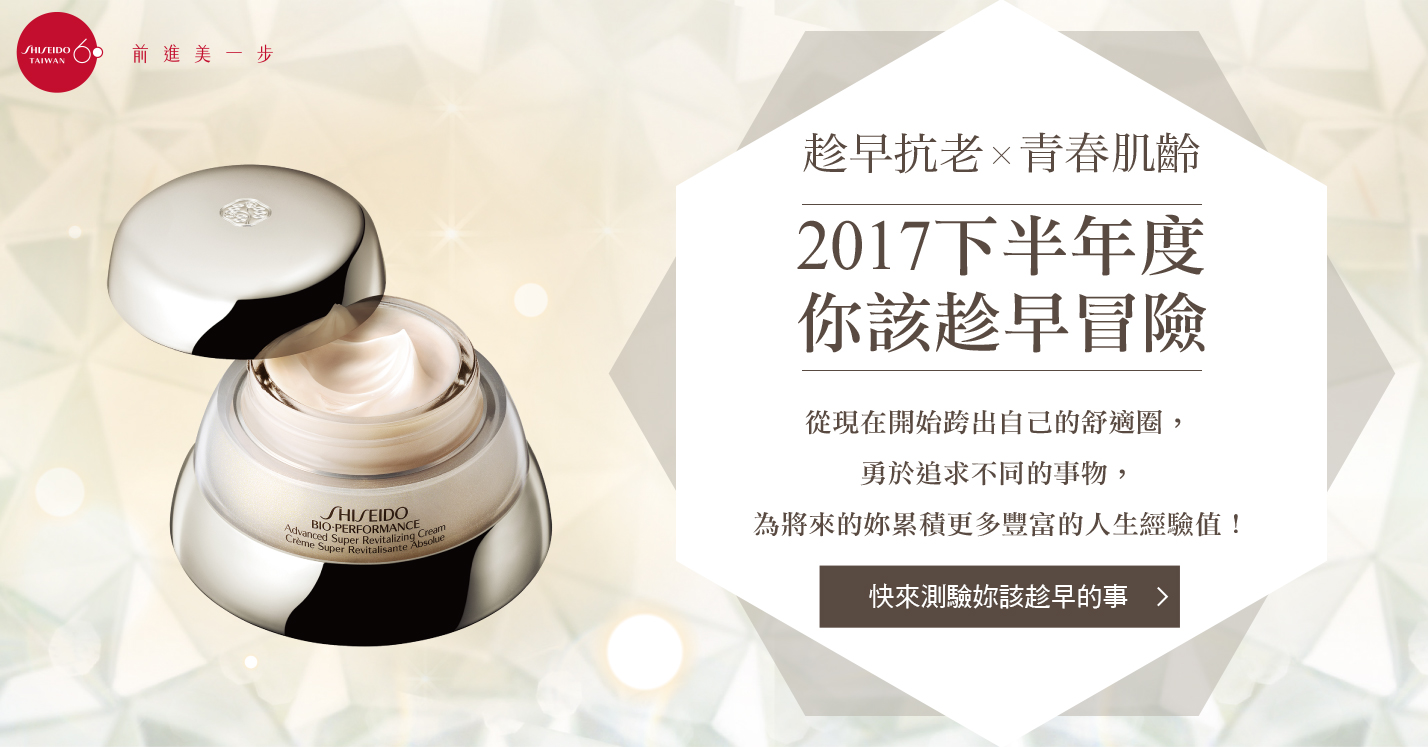 SHISEIDO
TAIWAN
60
前進美一步
趁早抗老×青春肌齡
2017下半年度
你該趁早冒險
從現在開始跨出自己的舒適圈，
勇於追求不同的事物，
為將來的妳累積更多豐富的人生經驗值！
快來測驗妳該趁早的事 >
SHISEIDO
BIO-PERFORMANCE
Advanced Super Revitalizing Cream
Crème Super Revitalisante Absolue